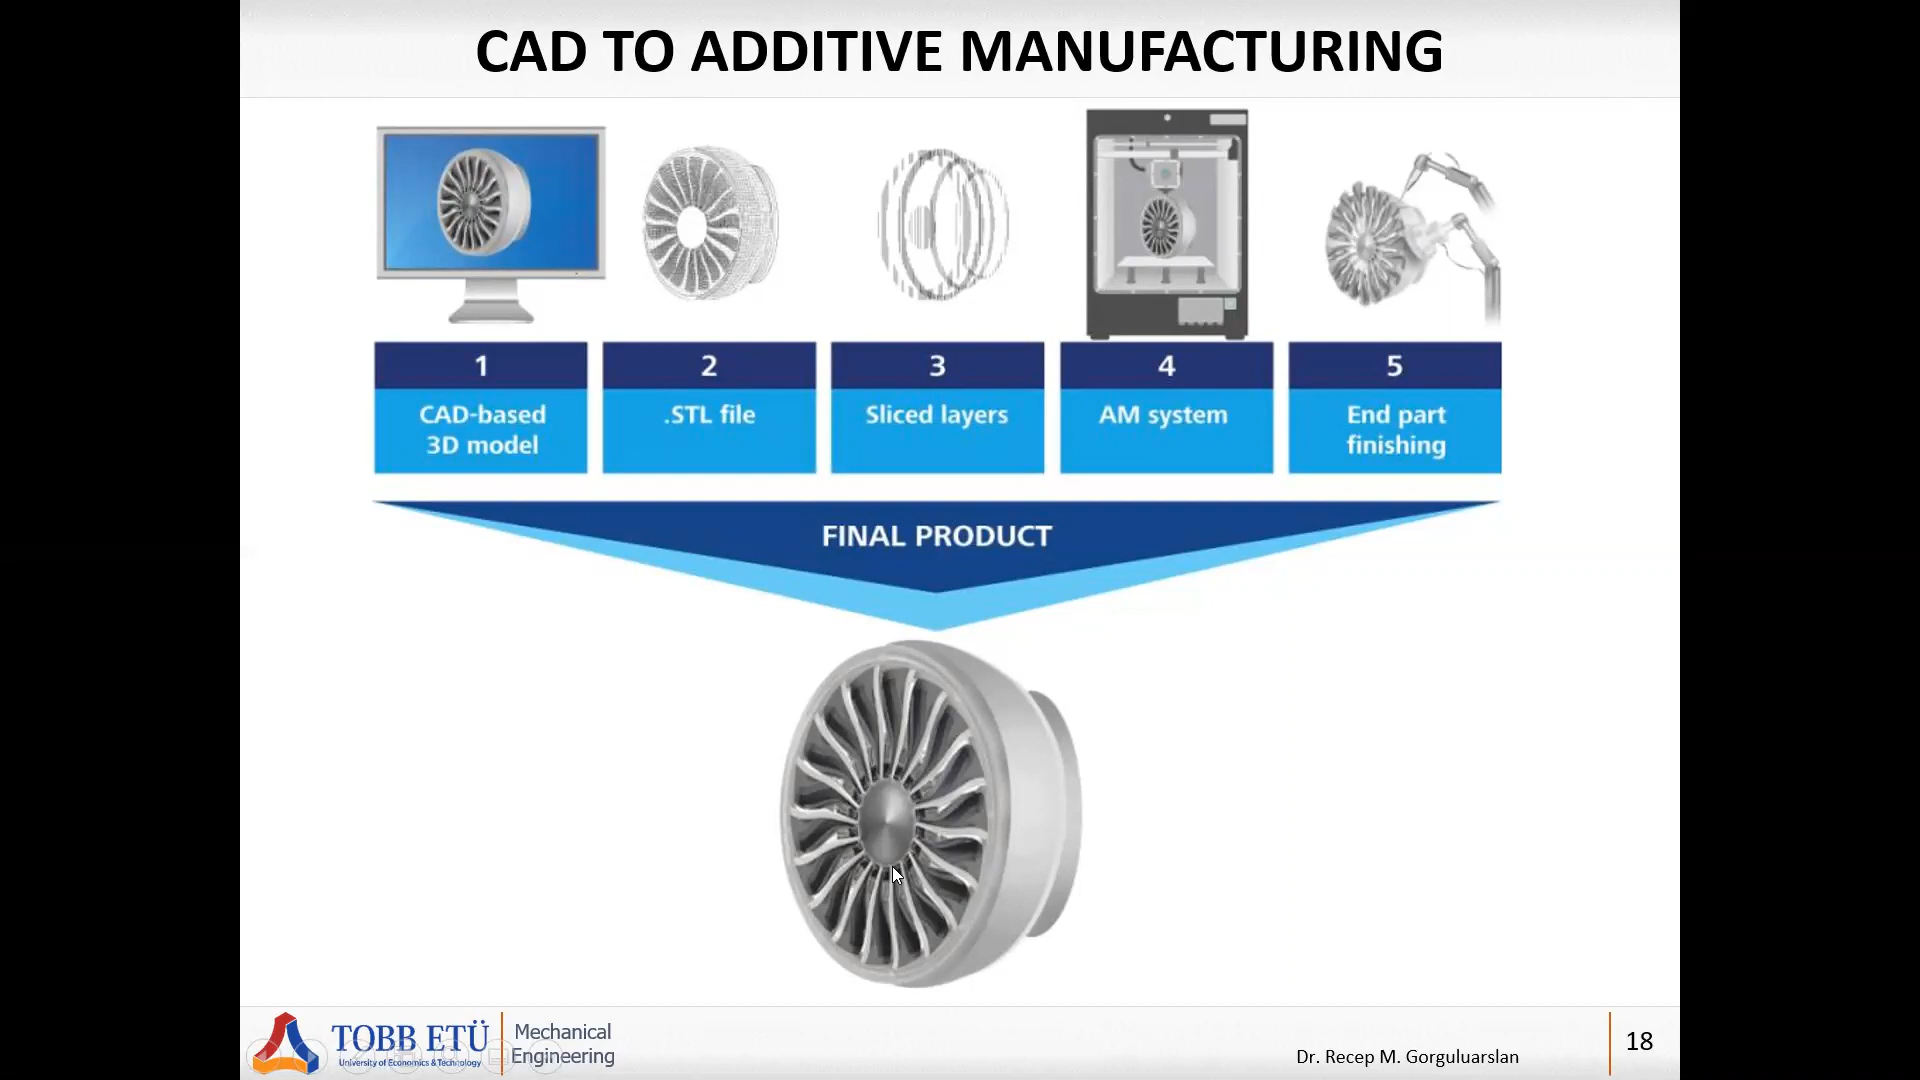 CAD TO ADDITIVE MANUFACTURING
1
2
3
4
5
CAD-based
3D model
.STL file
Sliced layers
AM system
End part
finishing
FINAL PRODUCT
TOBB ETÜ
University of Economics & Technology
Mechanical
Engineering
Dr. Recep M. Gorguluarslan
18